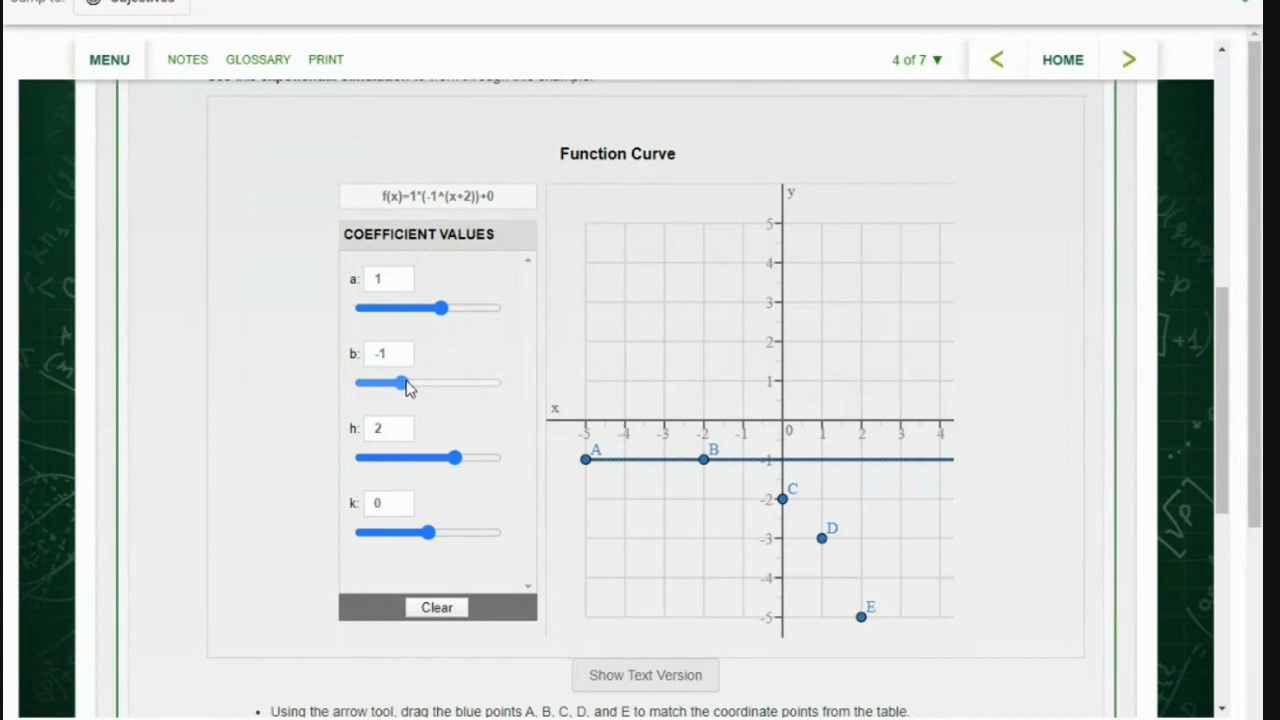 Jump to: Objectives
MENU NOTES GLOSSARY PRINT 4 of 7 ▼ < HOME >
Function Curve
f(x)=1*(-1^(x+2))+0
COEFFICIENT VALUES
a: 1
b: -1
h: 2
k: 0
Clear
y
5
4
3
2
1
x
-5 -4 -3 -2 -1 0 1 2 3 4
A B -1
-2 C
-3 D
-4
-5 E
Show Text Version
• Using the arrow tool, drag the blue points A, B, C, D, and E to match the coordinate points from the table.